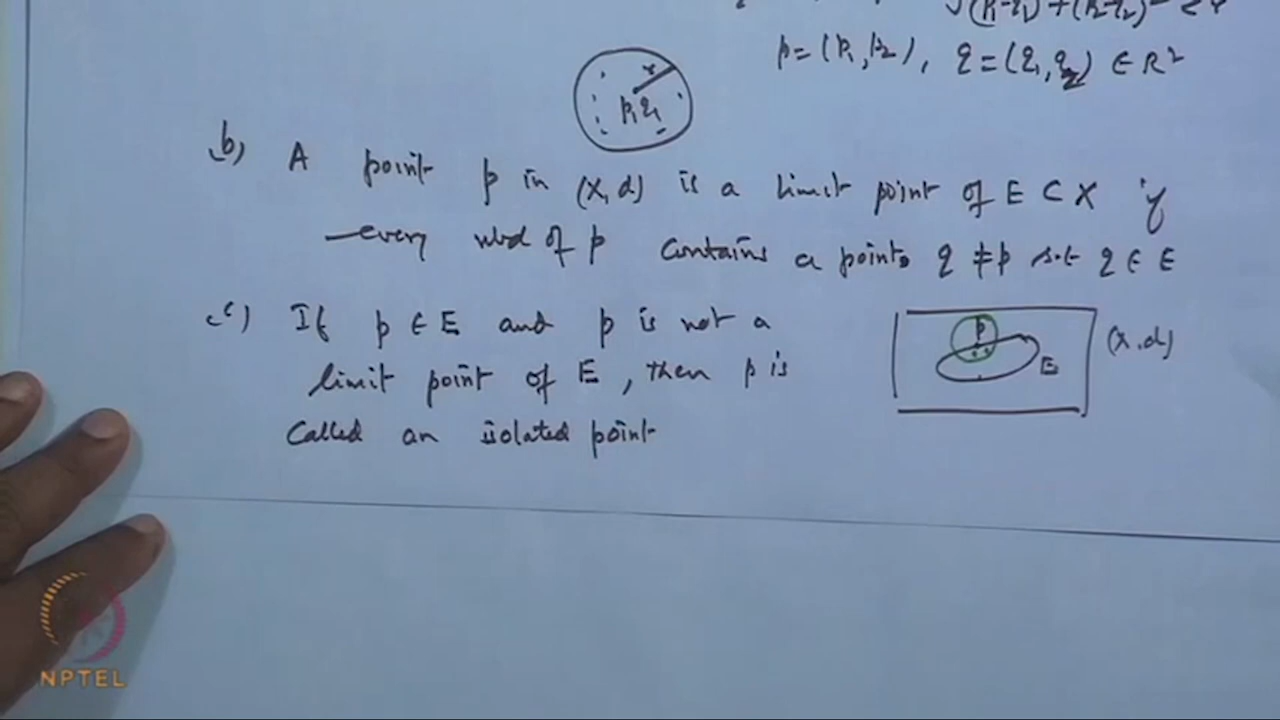 p = (p₁, p₂), q = (q₁, q₂) ∈ R²
r
p, q₁
b) A point p in (X, d) is a limit point of E ⊂ X if
every nbd of p contains a point q ≠ p s.t q ∈ E
c) If p ∈ E and p is not a
limit point of E, then p is
called an isolated point
p
E
(X, d)
NPTEL